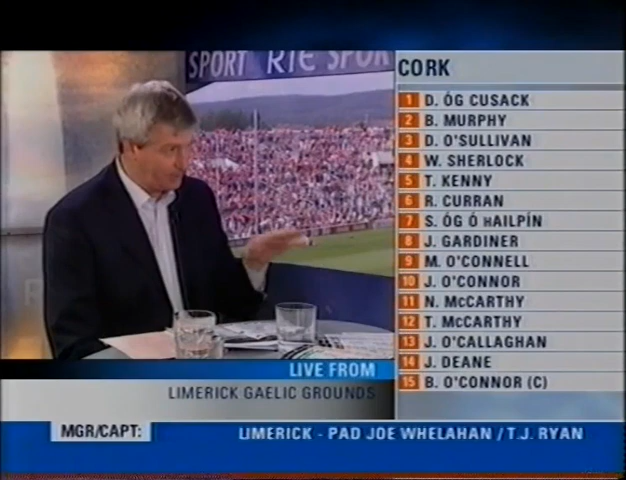 SPORT RTÉ SPORT
CORK
1 D. ÓG CUSACK
2 B. MURPHY
3 D. O'SULLIVAN
4 W. SHERLOCK
5 T. KENNY
6 R. CURRAN
7 S. ÓG Ó HAILPÍN
8 J. GARDINER
9 M. O'CONNELL
10 J. O'CONNOR
11 N. McCARTHY
12 T. McCARTHY
13 J. O'CALLAGHAN
14 J. DEANE
15 B. O'CONNOR (C)
LIVE FROM
LIMERICK GAELIC GROUNDS
MGR/CAPT: LIMERICK - PAD JOE WHELAHAN / T.J. RYAN